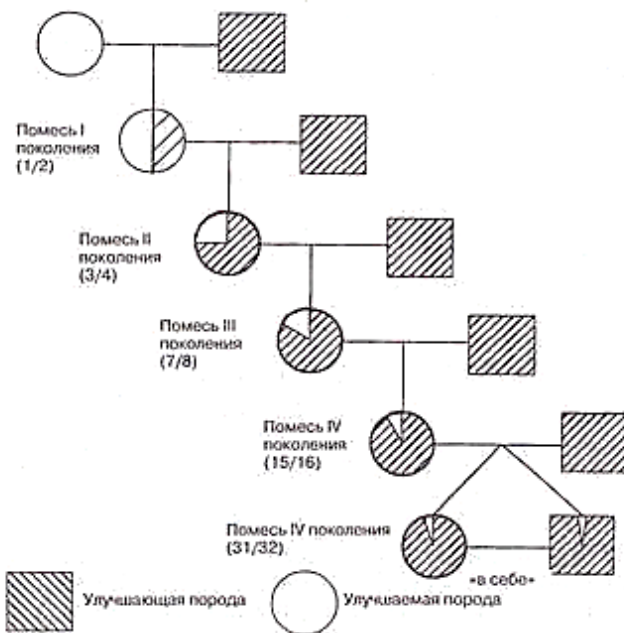 Помесь I
поколения
(1/2)
Помесь II
поколения
(3/4)
Помесь III
поколения
(7/8)
Помесь IV
поколения
(15/16)
Помесь IV поколения
(31/32)
«в себе»
Улучшающая порода
Улучшаемая порода